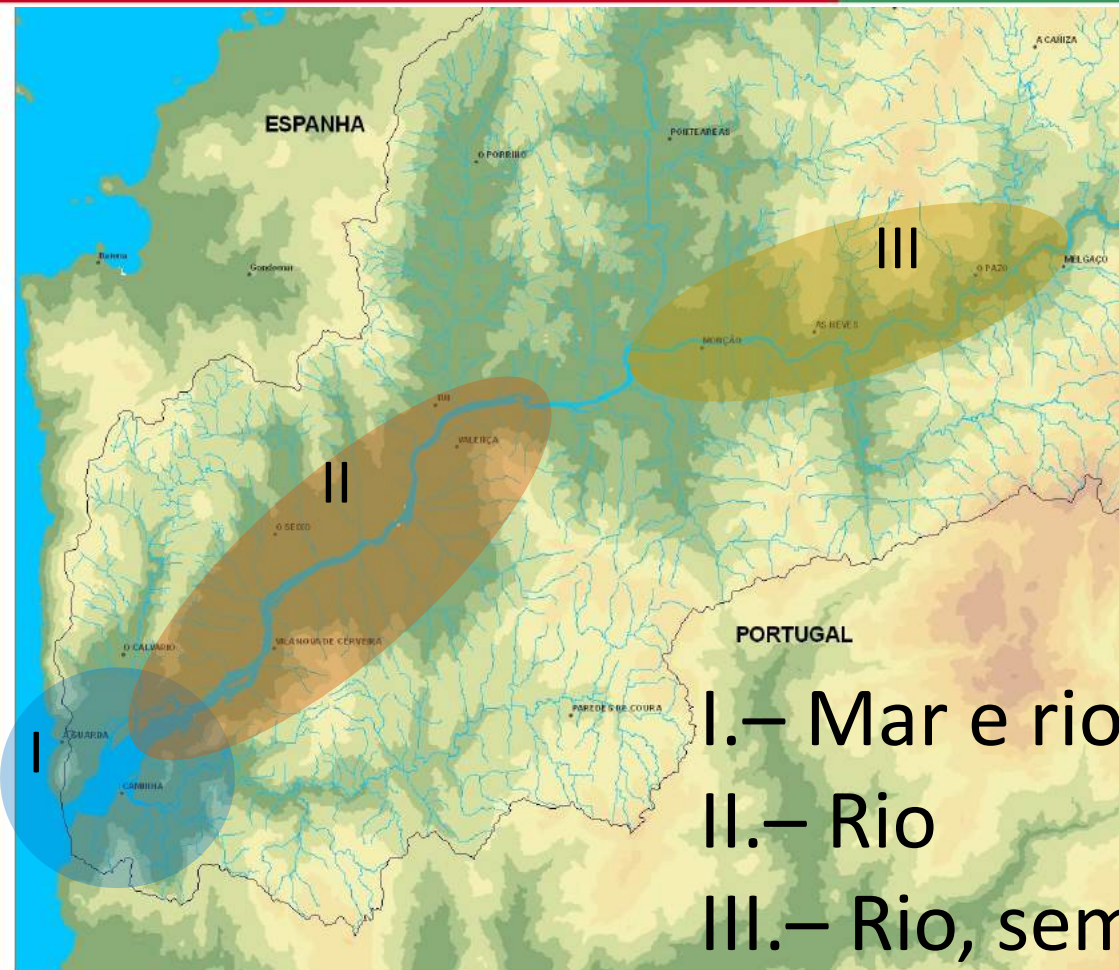 A CAÑIZA
ESPANHA
PONTEAREAS
O PORRIÑO
III
Baiona
Gondomar
O PAZO
MELGAÇO
AS NEVES
MONÇÃO
TUI
VALENÇA
II
O SEIXO
VILA NOVA DE CERVEIRA
O CALVARIO
PORTUGAL
PAREDES DE COURA
I.– Mar e rio
I
A GUARDA
CAMINHA
II.– Rio
III.– Rio, sem